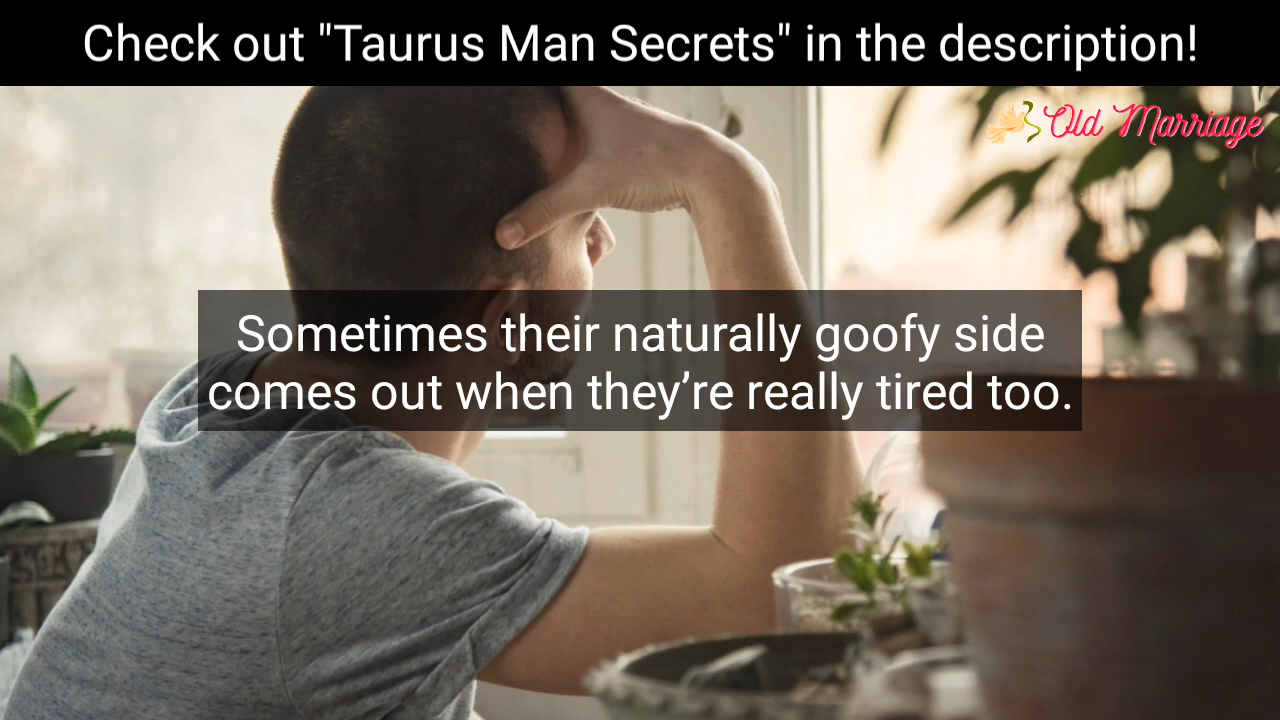 Check out "Taurus Man Secrets" in the description!
Old Marriage
Sometimes their naturally goofy side
comes out when they’re really tired too.